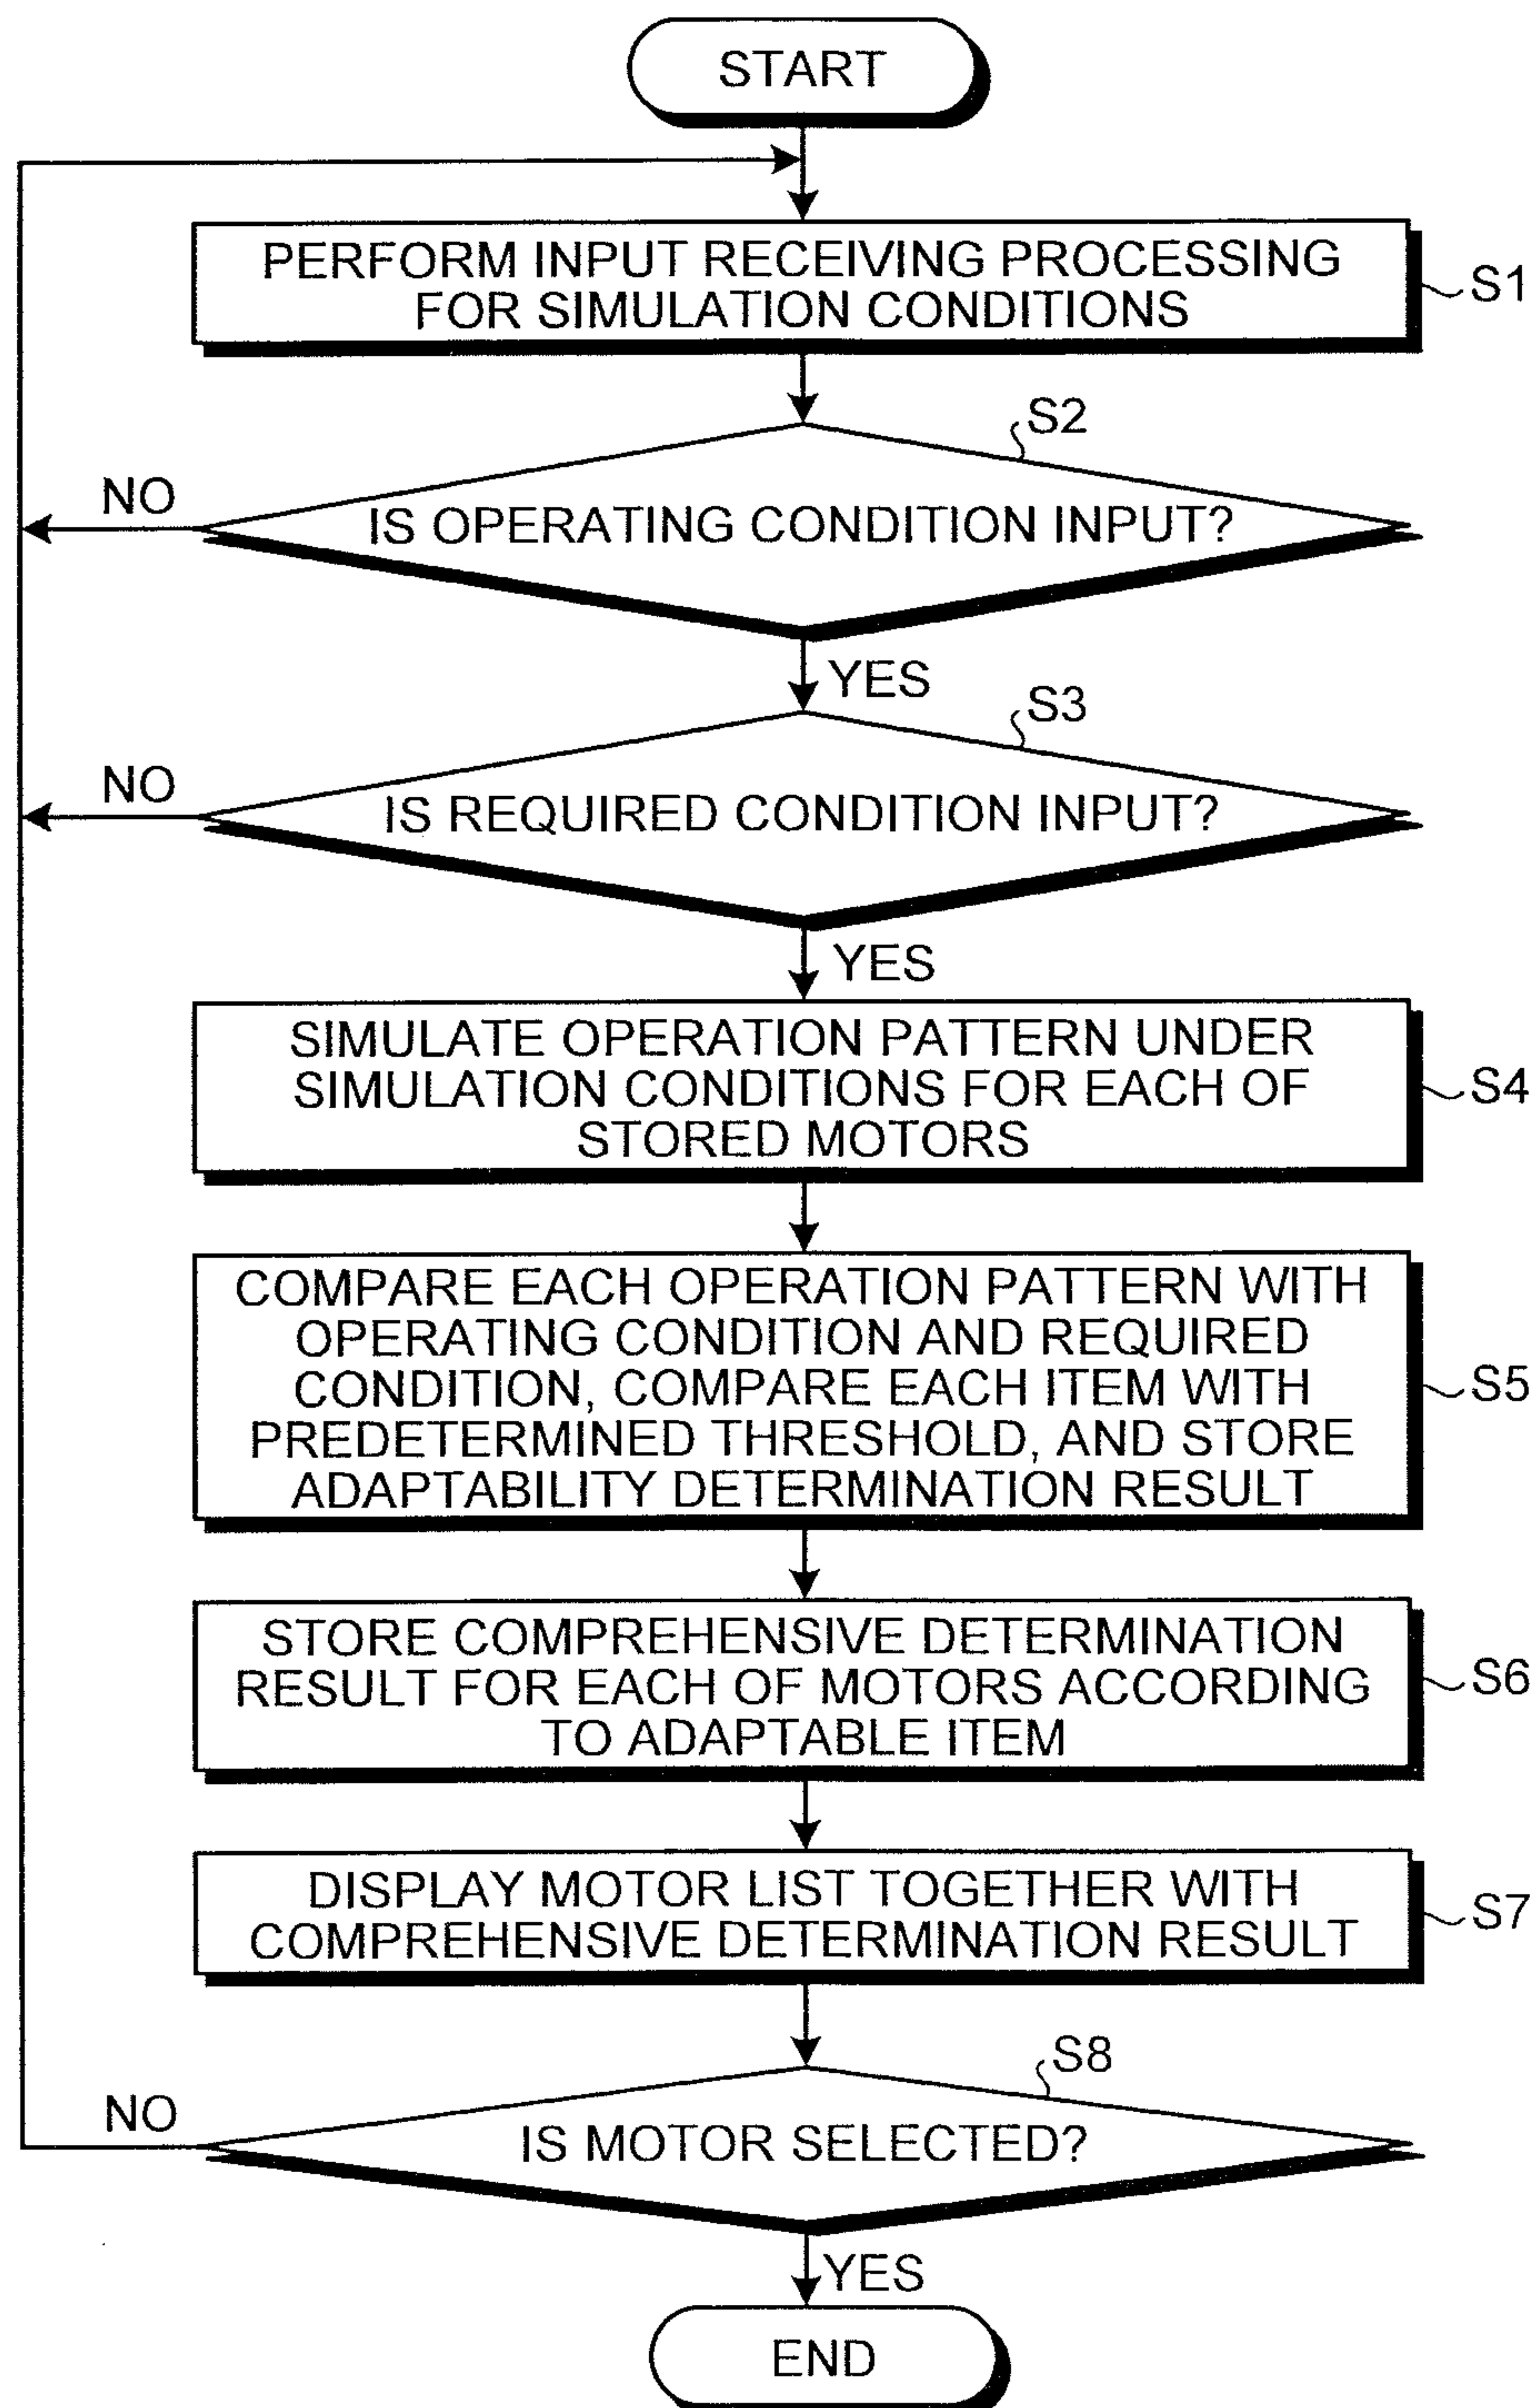 START
PERFORM INPUT RECEIVING PROCESSING
FOR SIMULATION CONDITIONS
S1
S2
NO
IS OPERATING CONDITION INPUT?
YES
S3
NO
IS REQUIRED CONDITION INPUT?
YES
SIMULATE OPERATION PATTERN UNDER
SIMULATION CONDITIONS FOR EACH OF
STORED MOTORS
S4
COMPARE EACH OPERATION PATTERN WITH
OPERATING CONDITION AND REQUIRED
CONDITION, COMPARE EACH ITEM WITH
PREDETERMINED THRESHOLD, AND STORE
ADAPTABILITY DETERMINATION RESULT
S5
STORE COMPREHENSIVE DETERMINATION
RESULT FOR EACH OF MOTORS ACCORDING
TO ADAPTABLE ITEM
S6
DISPLAY MOTOR LIST TOGETHER WITH
COMPREHENSIVE DETERMINATION RESULT
S7
S8
NO
IS MOTOR SELECTED?
YES
END